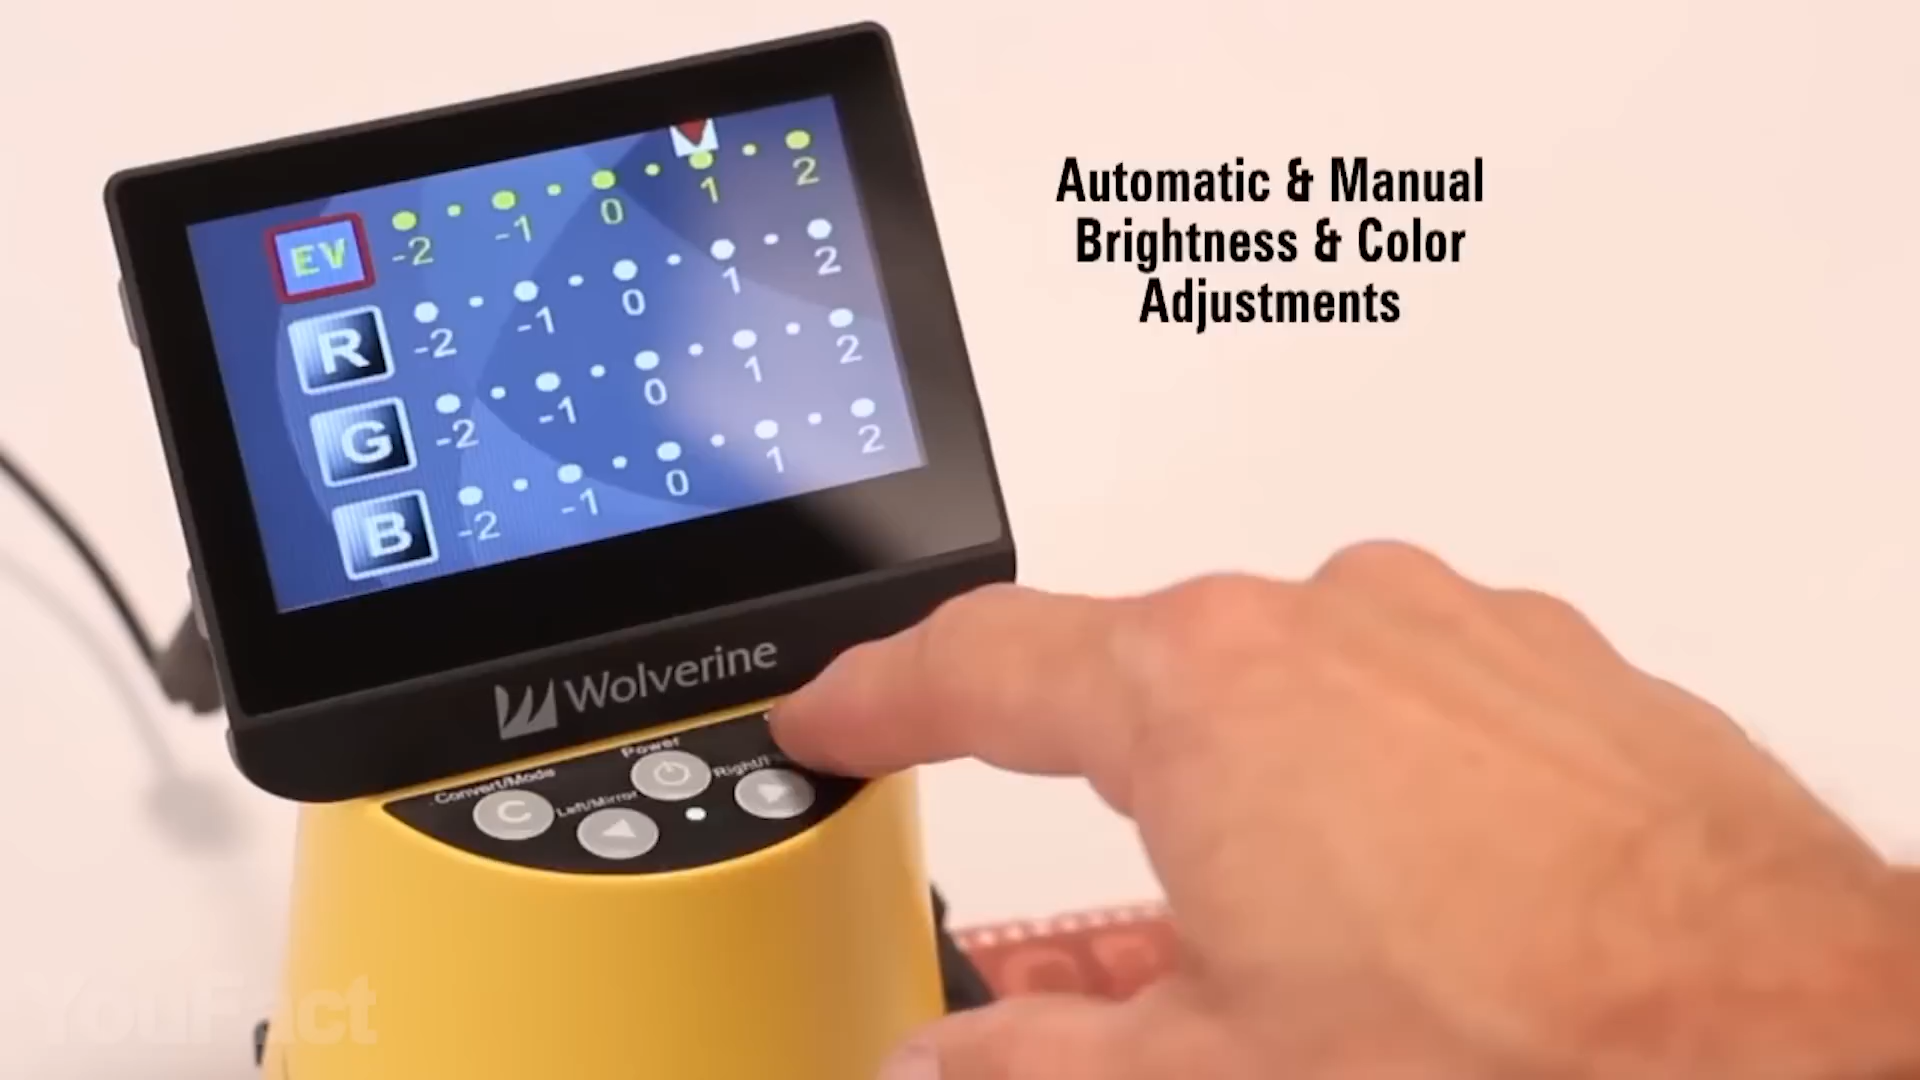 Automatic & Manual
Brightness & Color
Adjustments
EV -2 -1 0 1 2
R -2 -1 0 1 2
G -2 -1 0 1 2
B -2 -1 0 1 2
Wolverine
Power
Convert/Mode
Left/Mirror
C
YouFact